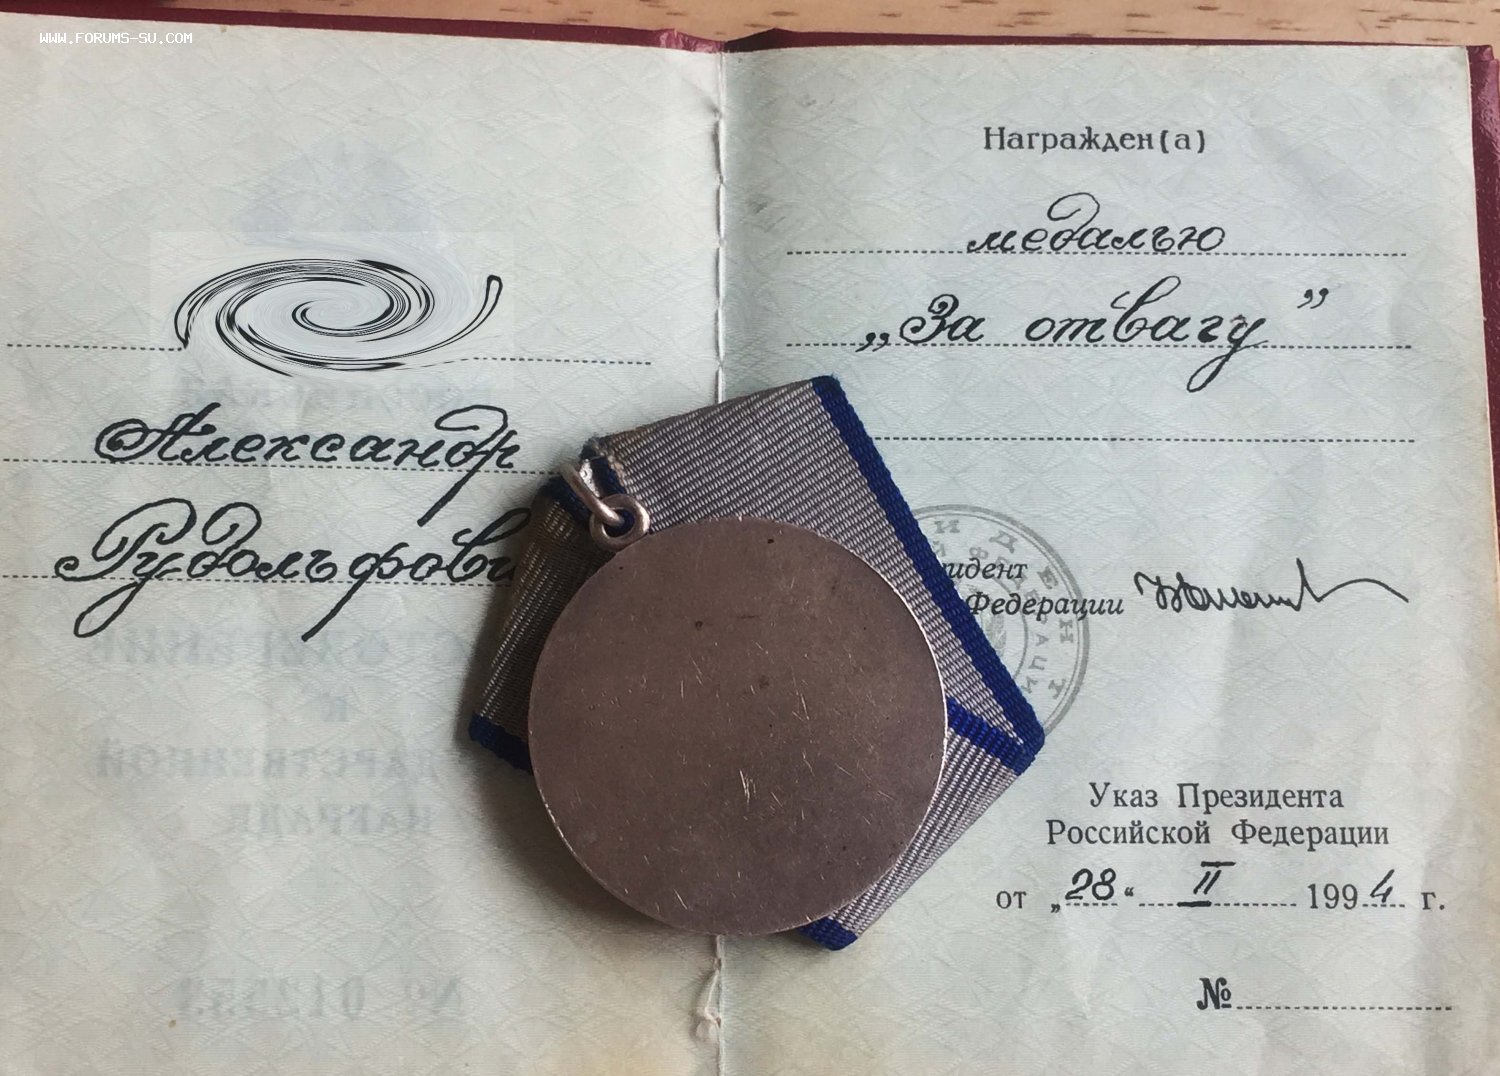 WWW.FORUMS-SU.COM
Александр
Рудольфови
Награжден(а)
медалью
„За отвагу”
идент
Федерации
Указ Президента
Российской Федерации
от „28“ II 1994 г.
№